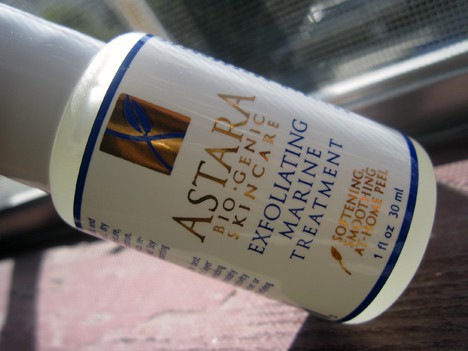 ASTARA
BIO·GENIC
SKINCARE
EXFOLIATING
MARINE
TREATMENT
SOFTENING,
SMOOTHING
AT-HOME PEEL
1 fl oz 30 ml